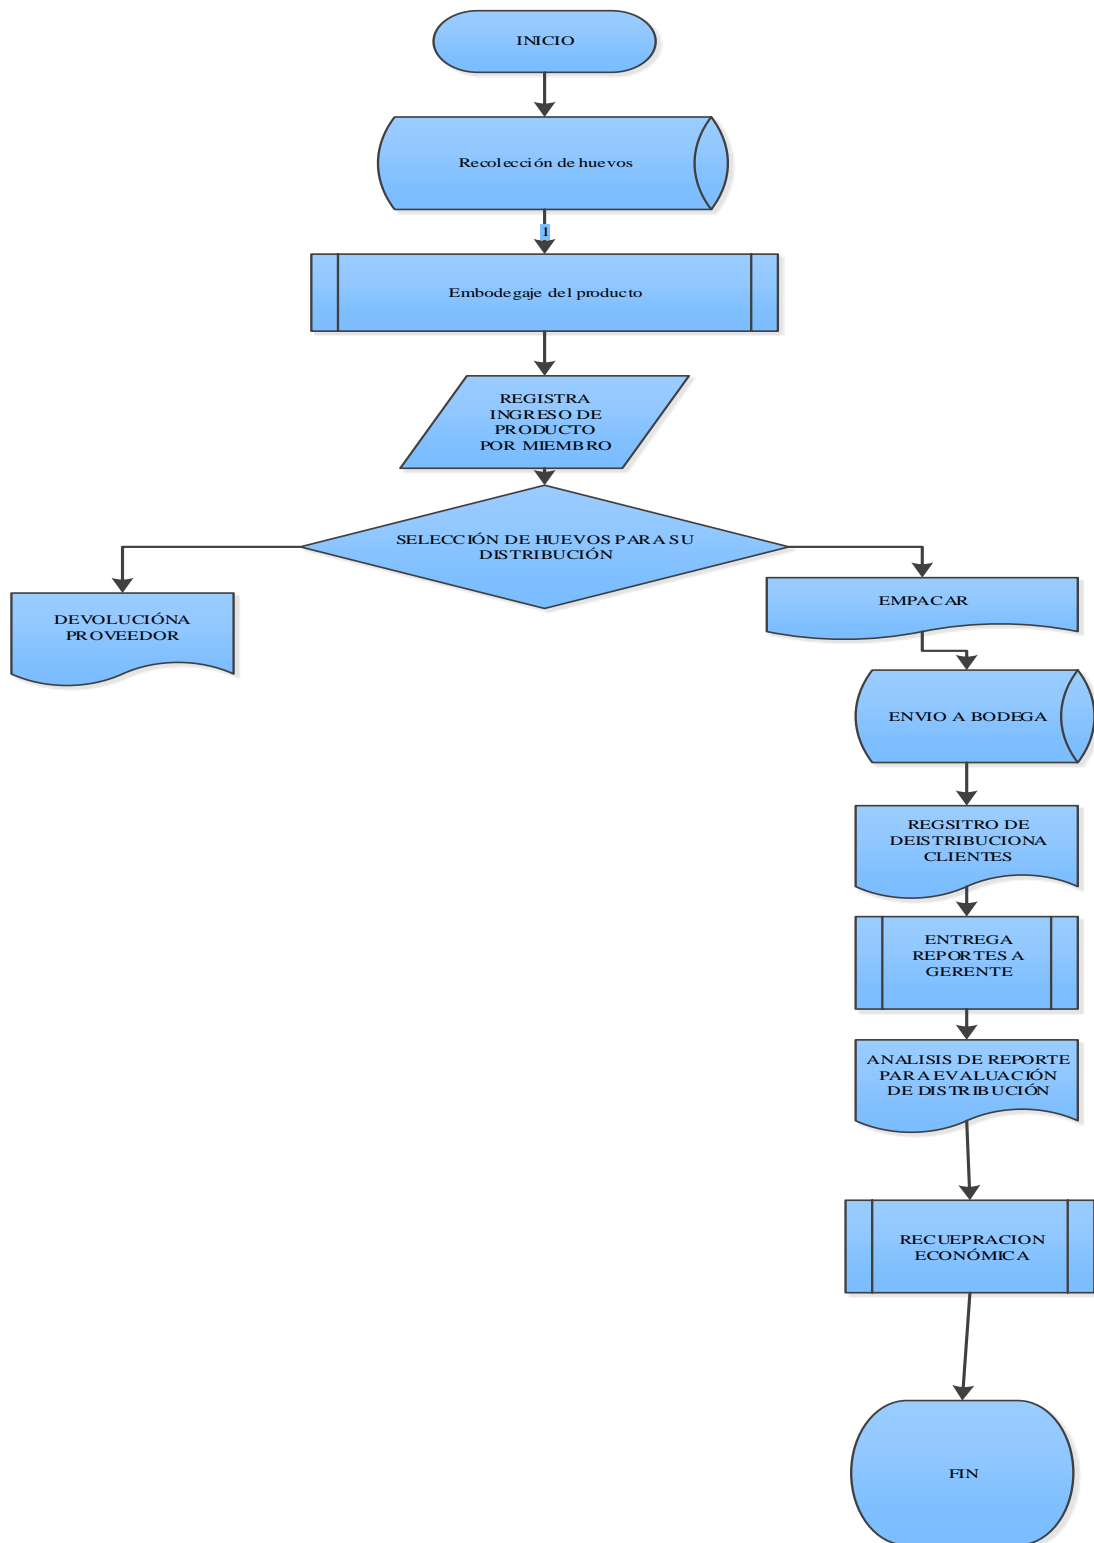 INICIO
Recolección de huevos
1
Embodegaje del producto
REGISTRA
INGRESO DE
PRODUCTO
POR MIEMBRO
SELECCIÓN DE HUEVOS PARA SU
DISTRIBUCIÓN
DEVOLUCIÓNA
PROVEEDOR
EMPACAR
ENVIO A BODEGA
REGSITRO DE
DEISTRIBUCIONA
CLIENTES
ENTREGA
REPORTES A
GERENTE
ANALISIS DE REPORTE
PARA EVALUACIÓN
DE DISTRIBUCIÓN
RECUEPRACION
ECONÓMICA
FIN